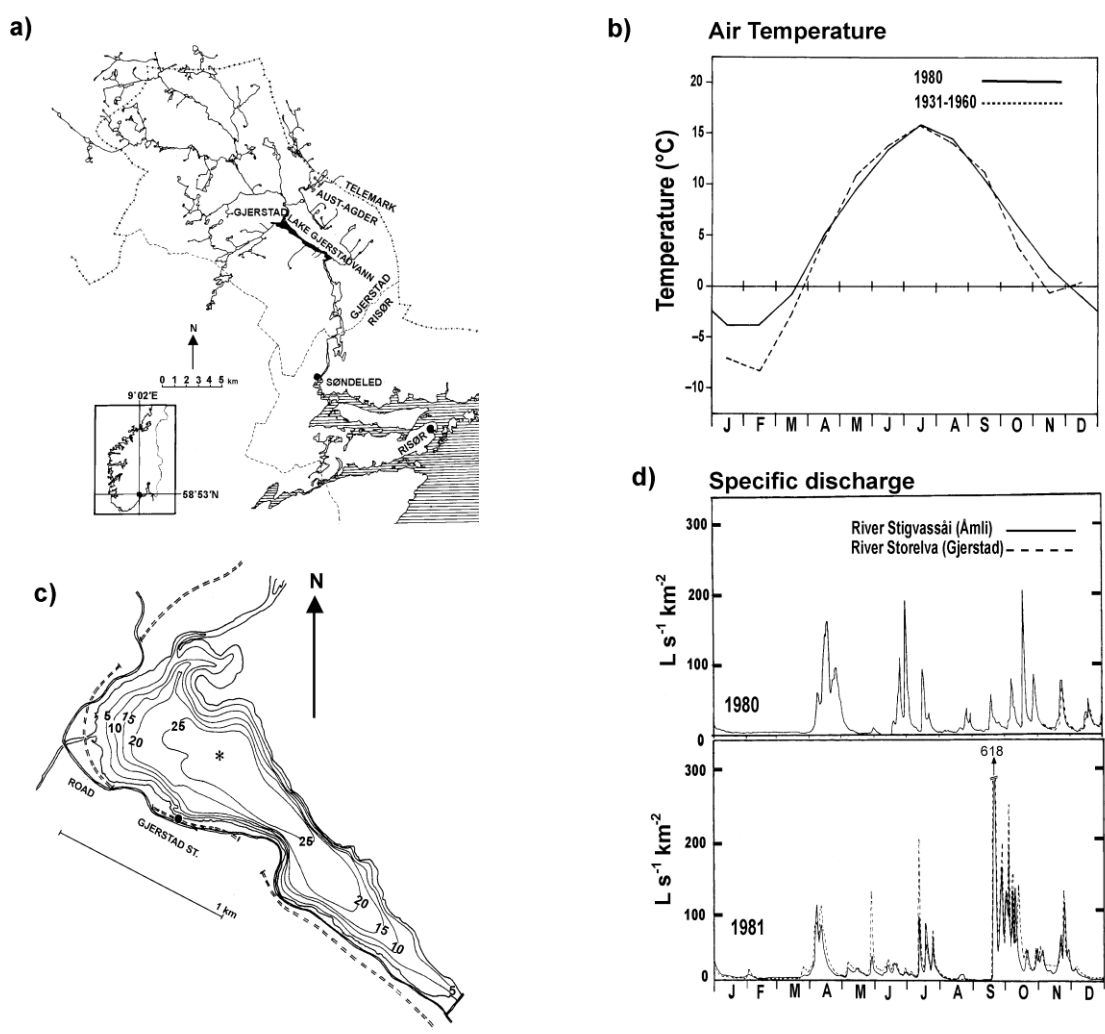 a)
TELEMARK
AUST-AGDER
GJERSTAD
LAKE GJERSTADVANN
GJERSTAD
RISØR
N
0 1 2 3 4 5 km
SØNDELED
RISØR
9° 02'E
58°53'N
b) Air Temperature
1980
1931-1960
Temperature (°C)
20
15
10
5
0
−5
−10
J F M A M J J A S O N D
c)
N
5 5
10
15
20
25
*
25
20
15
10
5
ROAD
GJERSTAD ST.
1 km
d) Specific discharge
River Stigvassåi (Åmli)
River Storelva (Gjerstad)
L s⁻¹ km⁻²
300
200
100
0
1980
618
L s⁻¹ km⁻²
300
200
100
0
1981
J F M A M J J A S O N D